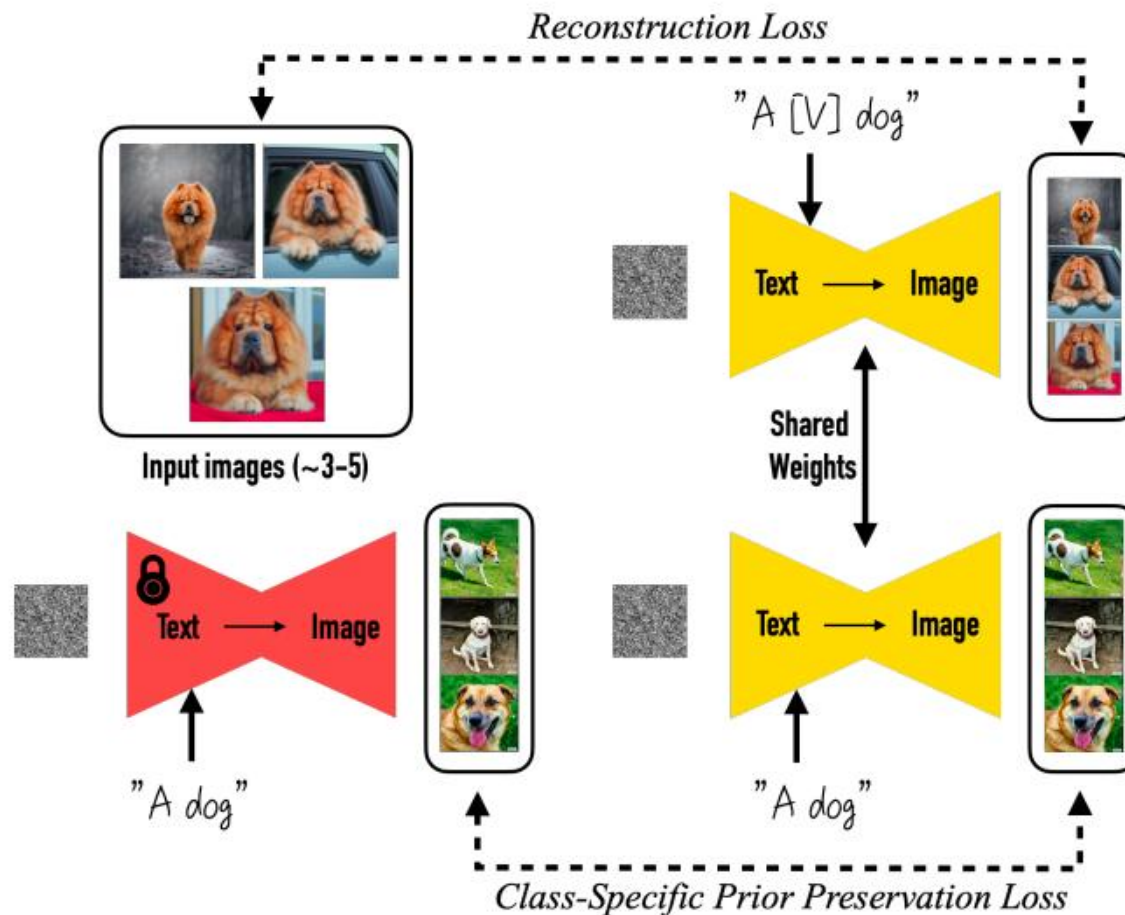 Reconstruction Loss
"A [V] dog"
Text → Image
Input images (~3-5)
Shared
Weights
Text → Image
Text → Image
"A dog"
"A dog"
Class-Specific Prior Preservation Loss